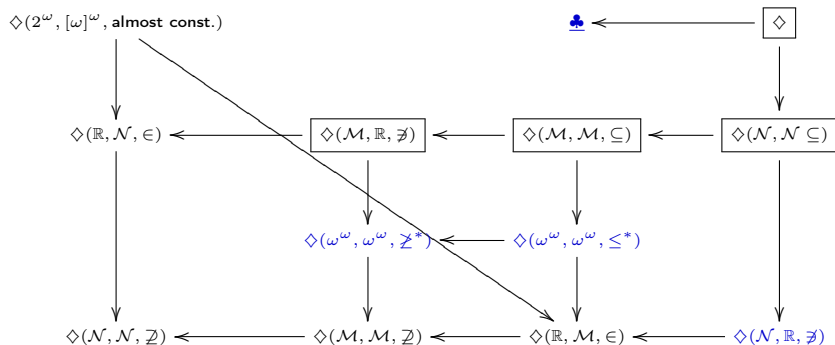 ◇(2^ω, [ω]^ω, almost const.) ♣ ◇
◇(ℝ, 𝒩, ∈) ◇(ℳ, ℝ, ∌) ◇(ℳ, ℳ, ⊆) ◇(𝒩, 𝒩 ⊆)
◇(ω^ω, ω^ω, ≱*) ◇(ω^ω, ω^ω, ≤*)
◇(𝒩, 𝒩, ⊉) ◇(ℳ, ℳ, ⊉) ◇(ℝ, ℳ, ∈) ◇(𝒩, ℝ, ∌)